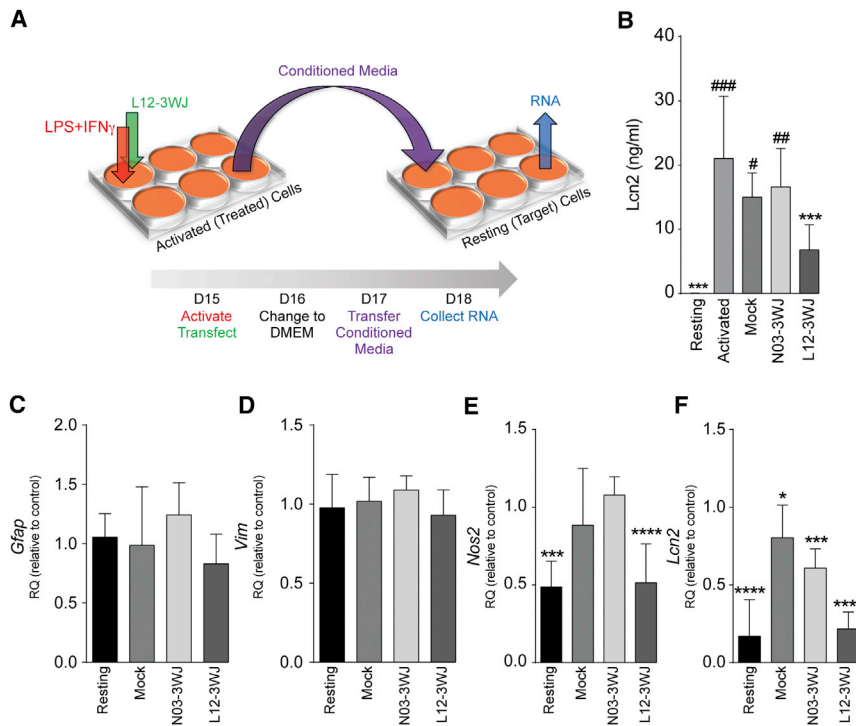 A
Conditioned Media
L12-3WJ
LPS+IFNγ
RNA
Activated (Treated) Cells
Resting (Target) Cells
D15
Activate
Transfect
D16
Change to
DMEM
D17
Transfer
Conditioned
Media
D18
Collect RNA
B
Lcn2 (ng/ml)
40
30
20
10
0
###
#
##
***
***
Resting
Activated
Mock
N03-3WJ
L12-3WJ
C
Gfap
RQ (relative to control)
2.0
1.5
1.0
0.5
0.0
Resting
Mock
N03-3WJ
L12-3WJ
D
Vim
RQ (relative to control)
1.5
1.0
0.5
0.0
Resting
Mock
N03-3WJ
L12-3WJ
E
Nos2
RQ (relative to control)
1.5
1.0
0.5
0.0
***
****
Resting
Mock
N03-3WJ
L12-3WJ
F
Lcn2
RQ (relative to control)
1.5
1.0
0.5
0.0
****
*
***
***
Resting
Mock
N03-3WJ
L12-3WJ